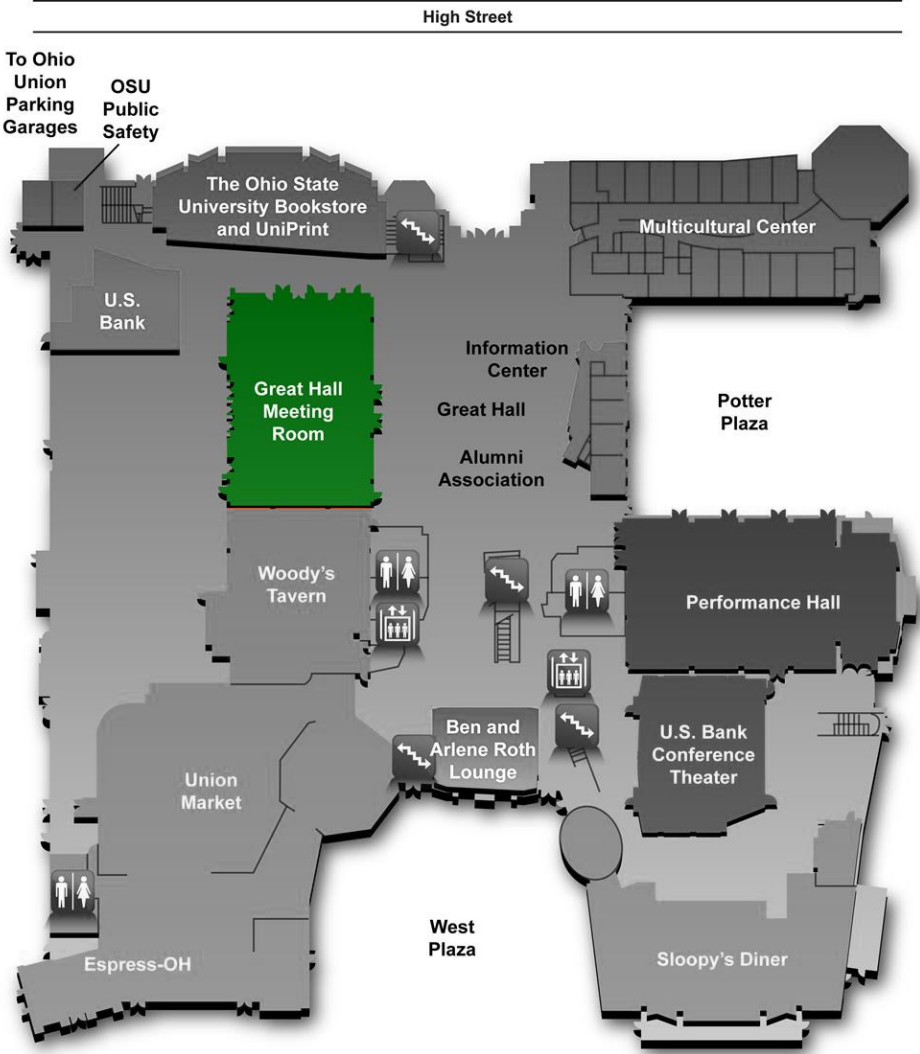 High Street
To Ohio
Union
Parking
Garages
OSU
Public
Safety
The Ohio State
University Bookstore
and UniPrint
Multicultural Center
U.S.
Bank
Great Hall
Meeting
Room
Information
Center
Great Hall
Alumni
Association
Potter
Plaza
Woody's
Tavern
Performance Hall
Ben and
Arlene Roth
Lounge
U.S. Bank
Conference
Theater
Union
Market
West
Plaza
Espress-OH
Sloopy's Diner